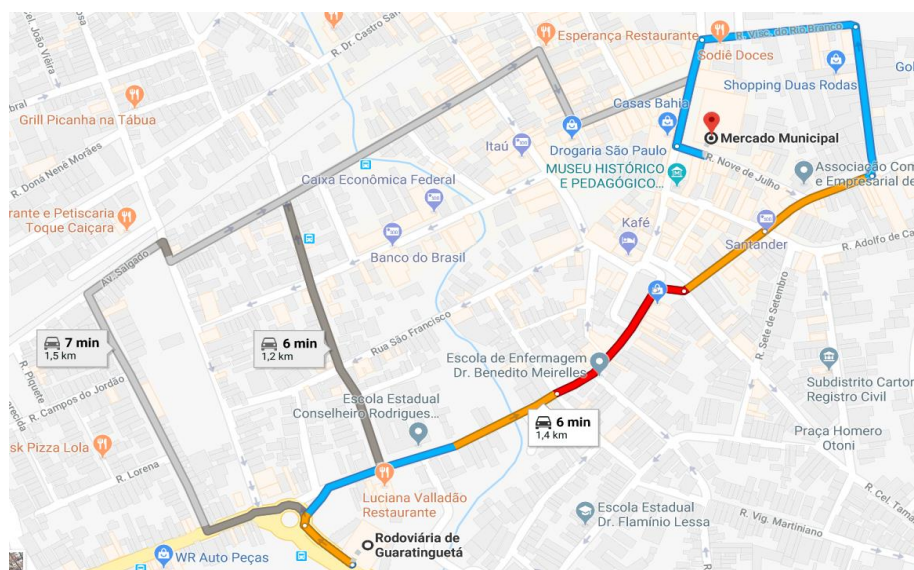 R. Dr. Castro San
Esperança Restaurante
R. Visc. do Rio Branco
Sodiê Doces
Shopping Duas Rodas
Gol
Grill Picanha na Tábua
Casas Bahia
Mercado Municipal
Itaú
Drogaria São Paulo
R. Doná Nenê Morães
MUSEU HISTÓRICO
E PEDAGÓGICO...
R. Nove de Julho
Associação Com
e Empresarial de
Caixa Econômica Federal
rante e Petiscaria
Toque Caiçara
Kafé
Santander
R. Adolfo de Ca
Banco do Brasil
Av. Salgado
R. Sete de Setembro
Rua São Francisco
7 min
1,5 km
6 min
1,2 km
R. Piquete
R. Campos do Jordão
Escola de Enfermagem
Dr. Benedito Meirelles
Subdistrito Carton
Registro Civil
Escola Estadual
Conselheiro Rodrigues...
6 min
1,4 km
Praça Homero
Otoni
sk Pizza Lola
R. Lorena
Luciana Valladão
Restaurante
R. Cel. Tama
Escola Estadual
Dr. Flamínio Lessa
R. Vig. Martiniano
Rodoviária de
Guaratinguetá
WR Auto Peças